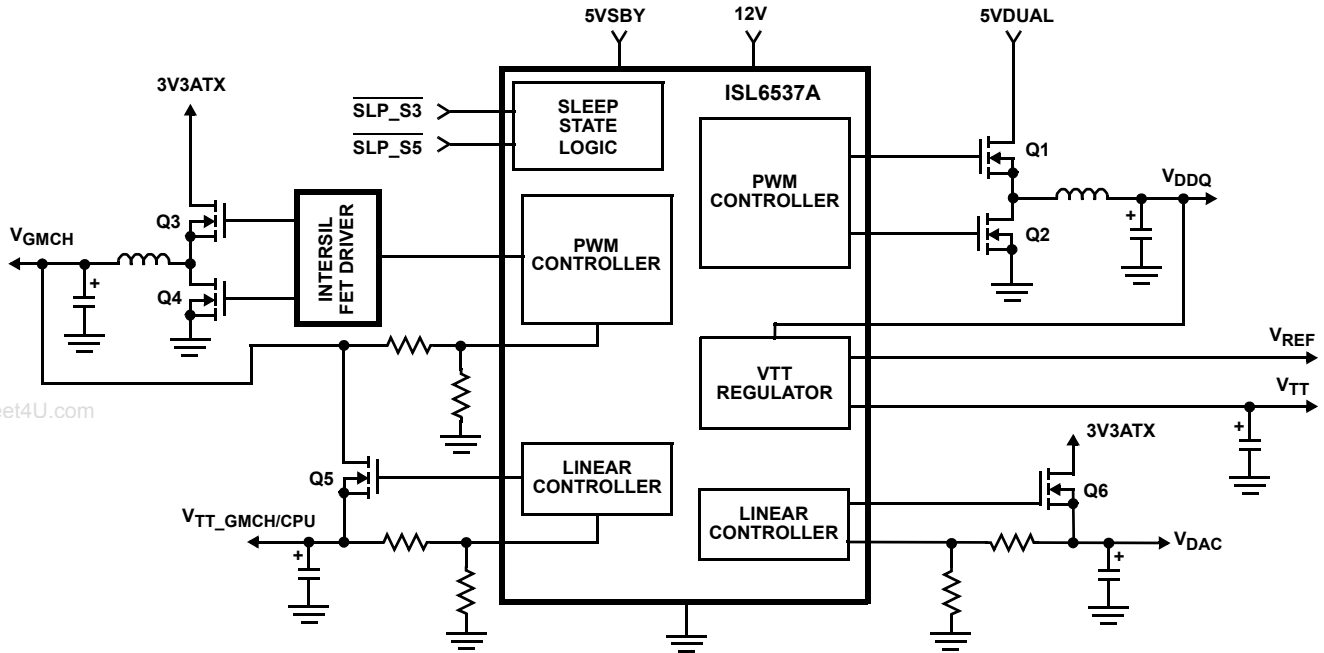 5VSBY
12V
5VDUAL
3V3ATX
ISL6537A
SLP_S3
SLP_S5
SLEEP
STATE
LOGIC
Q1
PWM
CONTROLLER
VDDQ
+
Q2
Q3
VGMCH
+
Q4
INTERSIL
FET DRIVER
PWM
CONTROLLER
VREF
VTT
REGULATOR
VTT
+
et4U.com
3V3ATX
Q5
LINEAR
CONTROLLER
Q6
LINEAR
CONTROLLER
VTT_GMCH/CPU
+
VDAC
+